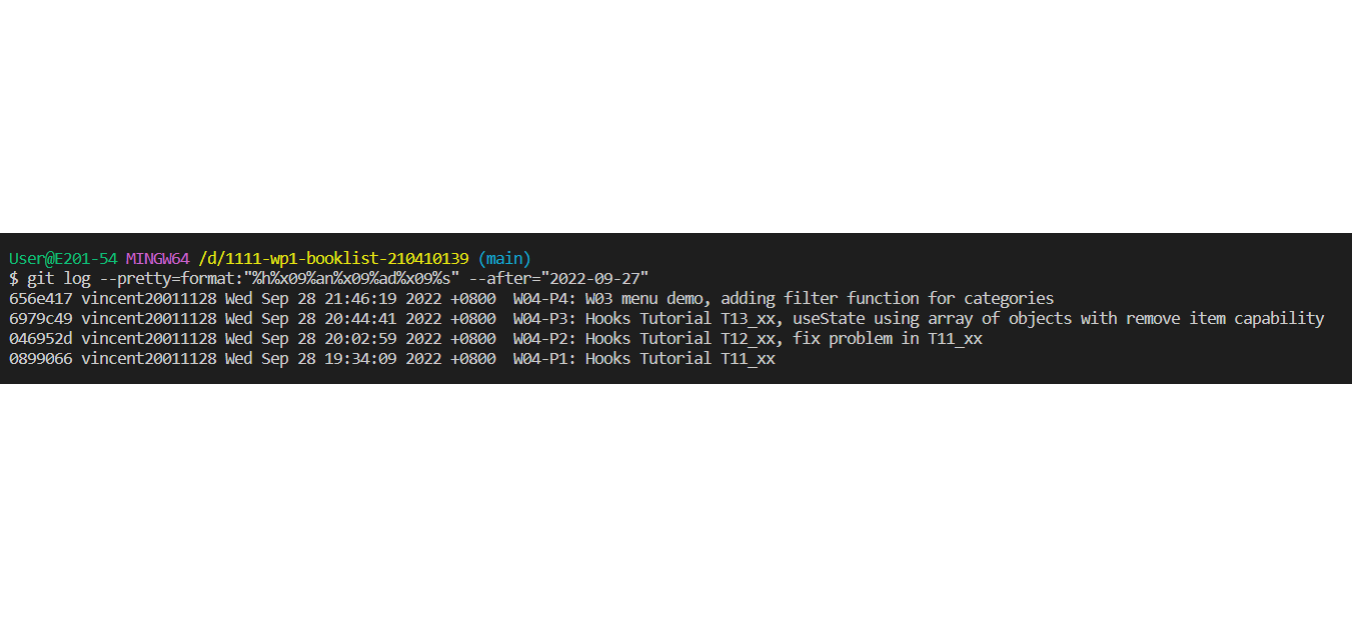 User@E201-54 MINGW64 /d/1111-wp1-booklist-210410139 (main)
$ git log --pretty=format:"%h%x09%an%x09%ad%x09%s" --after="2022-09-27"
656e417 vincent20011128 Wed Sep 28 21:46:19 2022 +0800  W04-P4: W03 menu demo, adding filter function for categories
6979c49 vincent20011128 Wed Sep 28 20:44:41 2022 +0800  W04-P3: Hooks Tutorial T13_xx, useState using array of objects with remove item capability
046952d vincent20011128 Wed Sep 28 20:02:59 2022 +0800  W04-P2: Hooks Tutorial T12_xx, fix problem in T11_xx
0899066 vincent20011128 Wed Sep 28 19:34:09 2022 +0800  W04-P1: Hooks Tutorial T11_xx